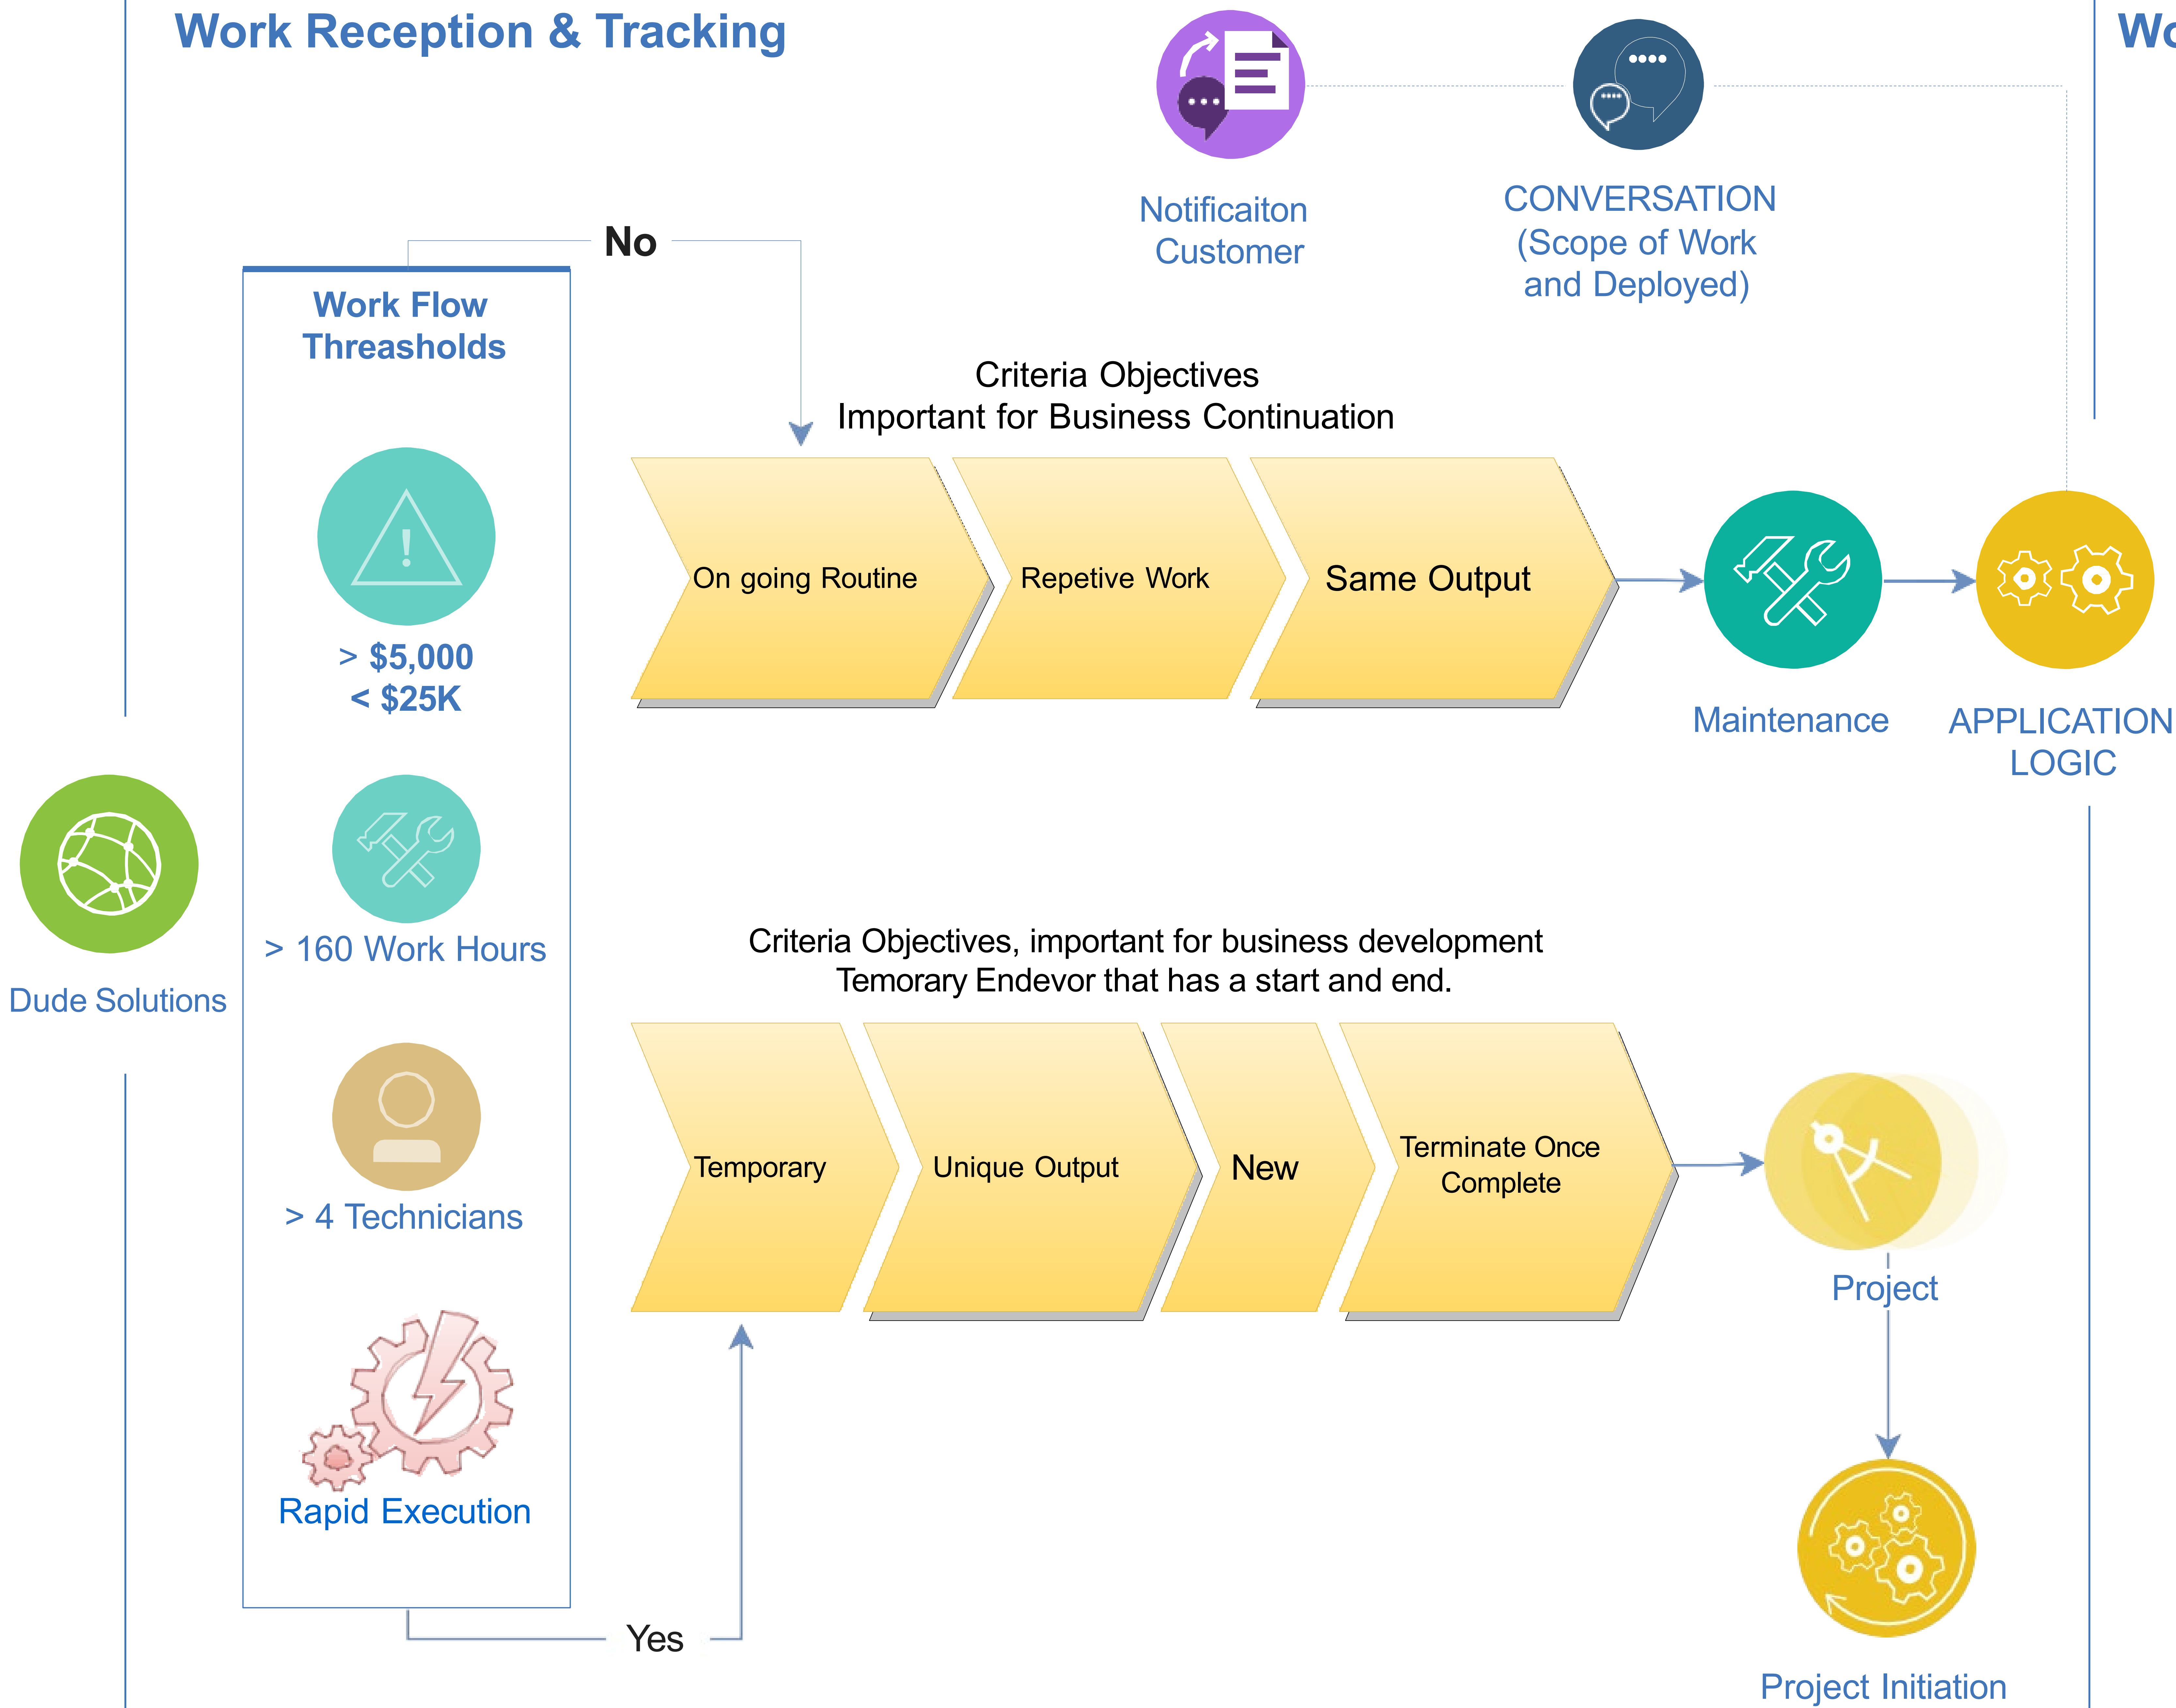 Work Reception & Tracking
Wo
Notificaiton
Customer
CONVERSATION
(Scope of Work
and Deployed)
No
Work Flow
Threasholds
> $5,000
< $25K
> 160 Work Hours
> 4 Technicians
Rapid Execution
Dude Solutions
Criteria Objectives
Important for Business Continuation
On going Routine
Repetive Work
Same Output
Maintenance
APPLICATION
LOGIC
Criteria Objectives, important for business development
Temorary Endevor that has a start and end.
Temporary
Unique Output
New
Terminate Once
Complete
Project
Yes
Project Initiation